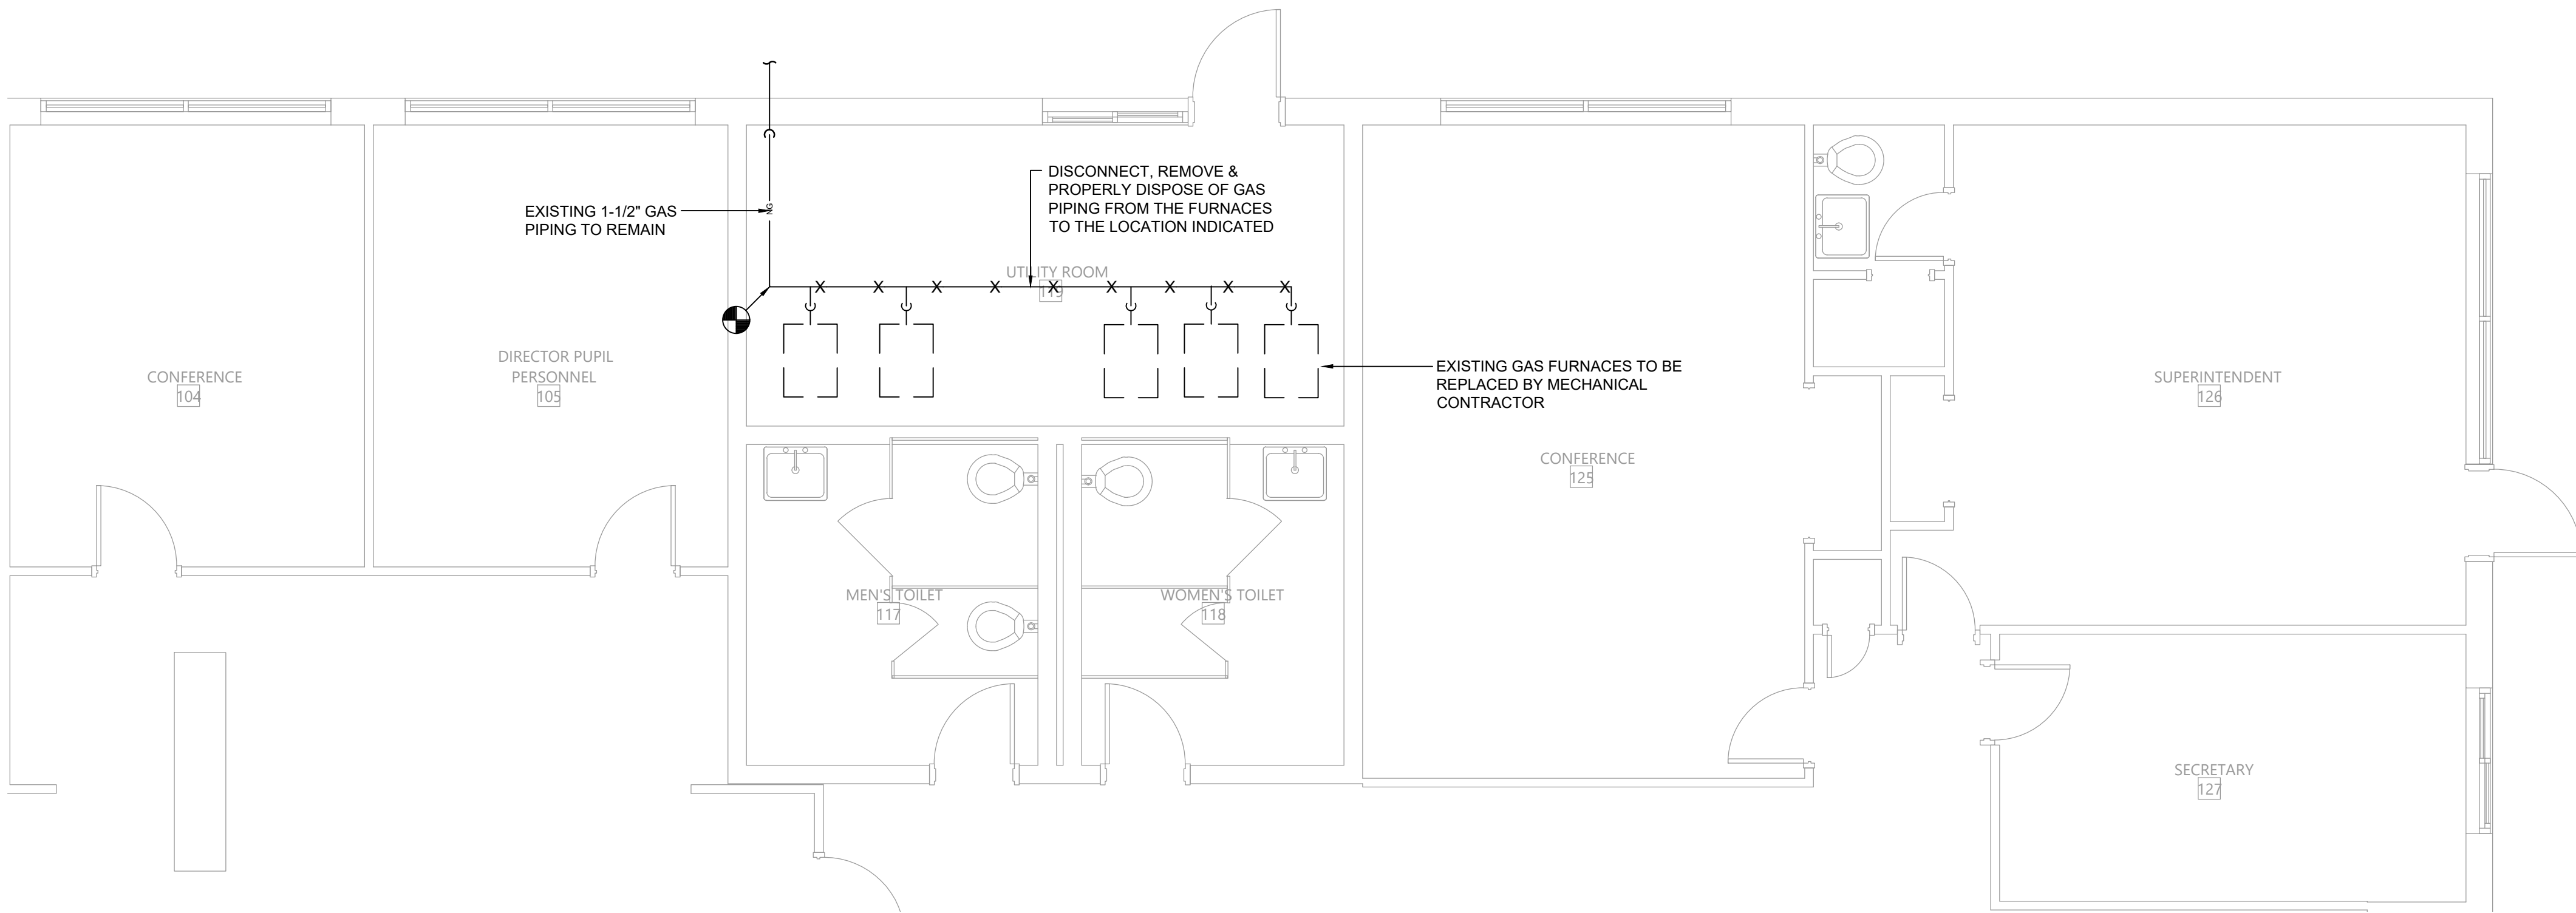 DISCONNECT, REMOVE &
PROPERLY DISPOSE OF GAS
PIPING FROM THE FURNACES
TO THE LOCATION INDICATED
EXISTING 1-1/2" GAS
PIPING TO REMAIN
NG
UTILITY ROOM
119
X X X X X X X X X
DIRECTOR PUPIL
PERSONNEL
105
CONFERENCE
104
EXISTING GAS FURNACES TO BE
REPLACED BY MECHANICAL
CONTRACTOR
SUPERINTENDENT
126
CONFERENCE
125
MEN'S TOILET
117
WOMEN'S TOILET
118
SECRETARY
127